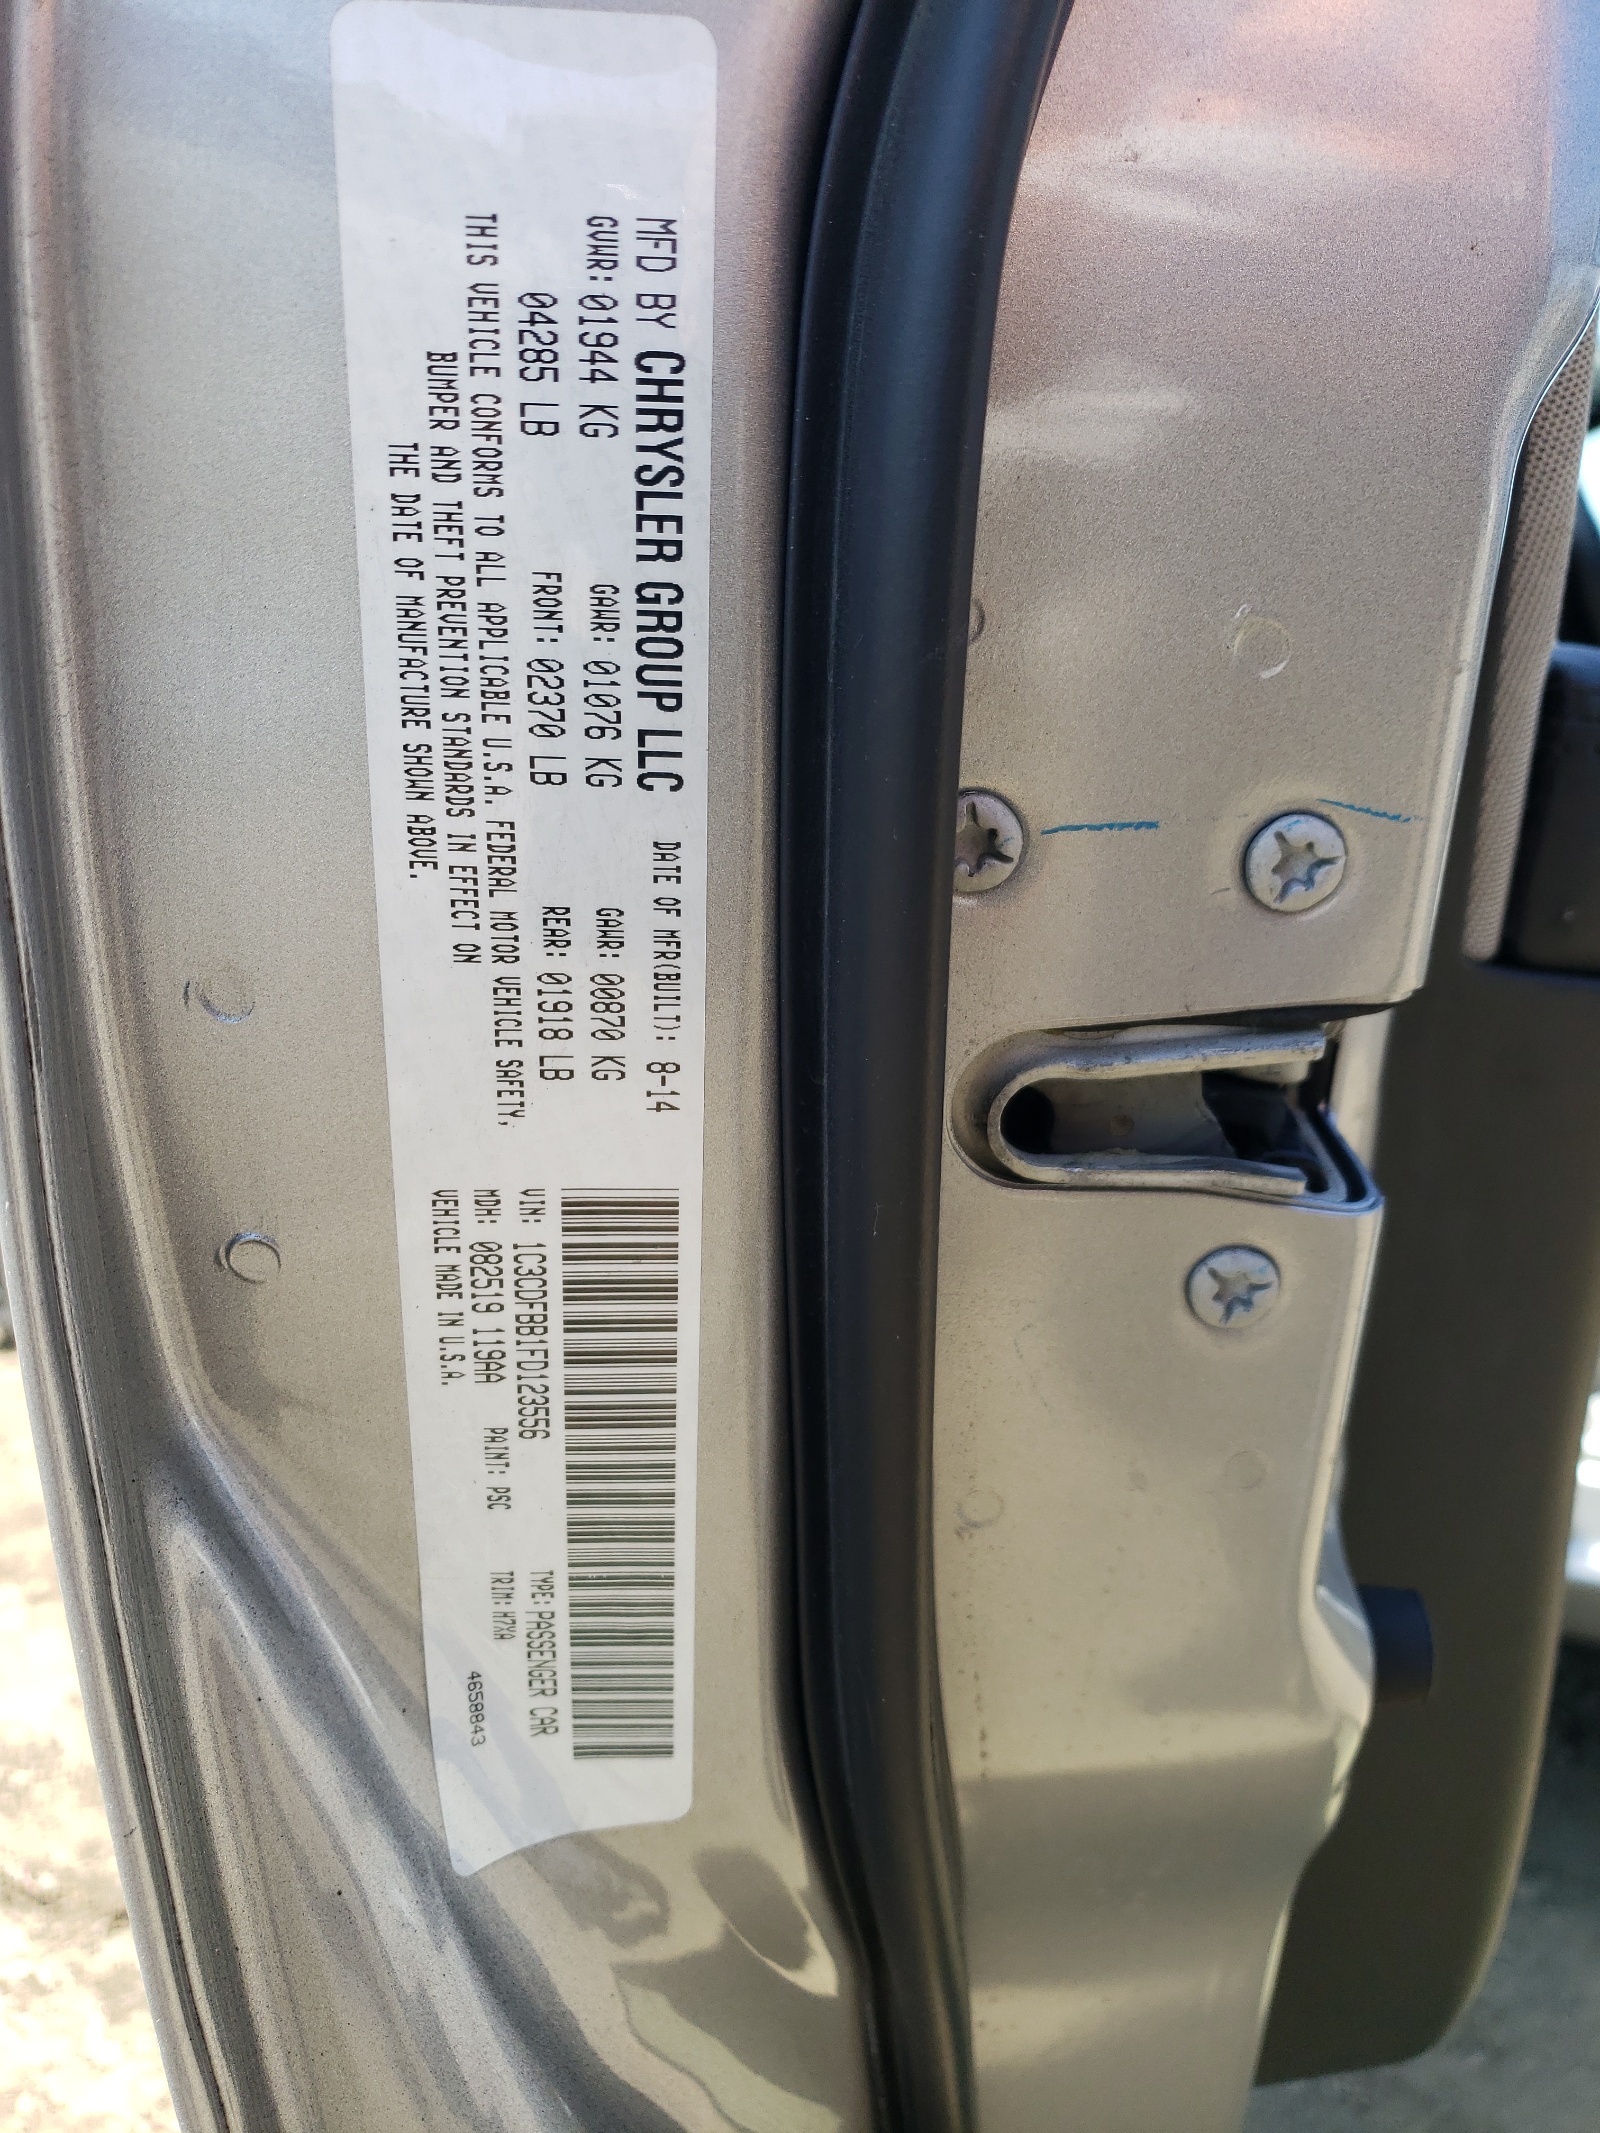 MFD BY CHRYSLER GROUP LLC DATE OF MFR(BUILT): 8-14
GVWR: 01944 KG GAWR: 01076 KG GAWR: 00870 KG
04285 LB FRONT: 02370 LB REAR: 01918 LB
THIS VEHICLE CONFORMS TO ALL APPLICABLE U.S.A. FEDERAL MOTOR VEHICLE SAFETY,
BUMPER AND THEFT PREVENTION STANDARDS IN EFFECT ON
THE DATE OF MANUFACTURE SHOWN ABOVE.
VIN: 1C3CDFBB1FD123556 TYPE: PASSENGER CAR
MDH: 082519 119AA PAINT: PSC TRIM: H7XA
VEHICLE MADE IN U.S.A. 4658843